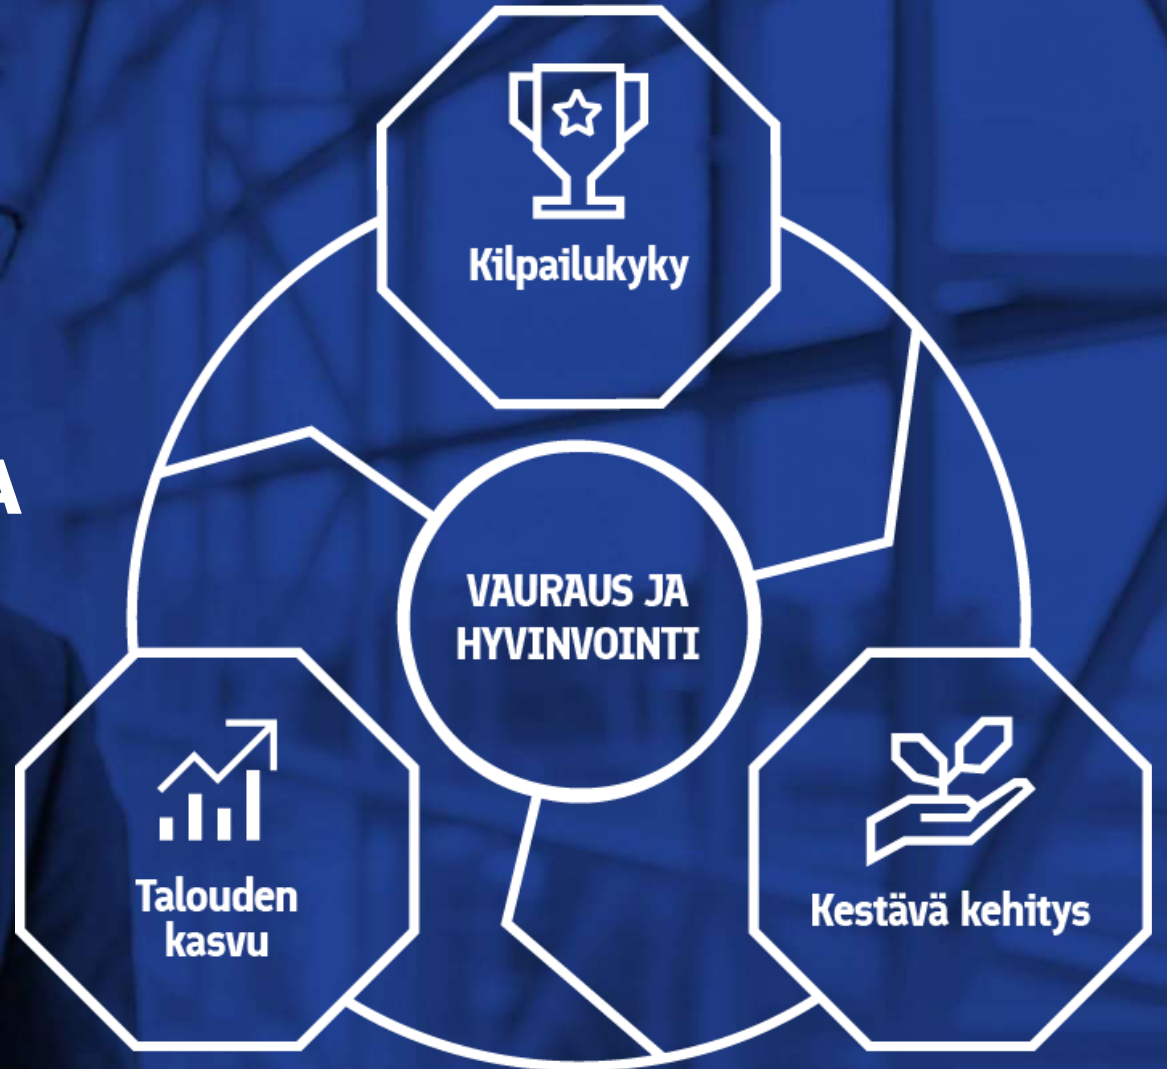 Kilpailukyky
A
VAURAUS JA
HYVINVOINTI
Talouden
kasvu
Kestävä kehitys